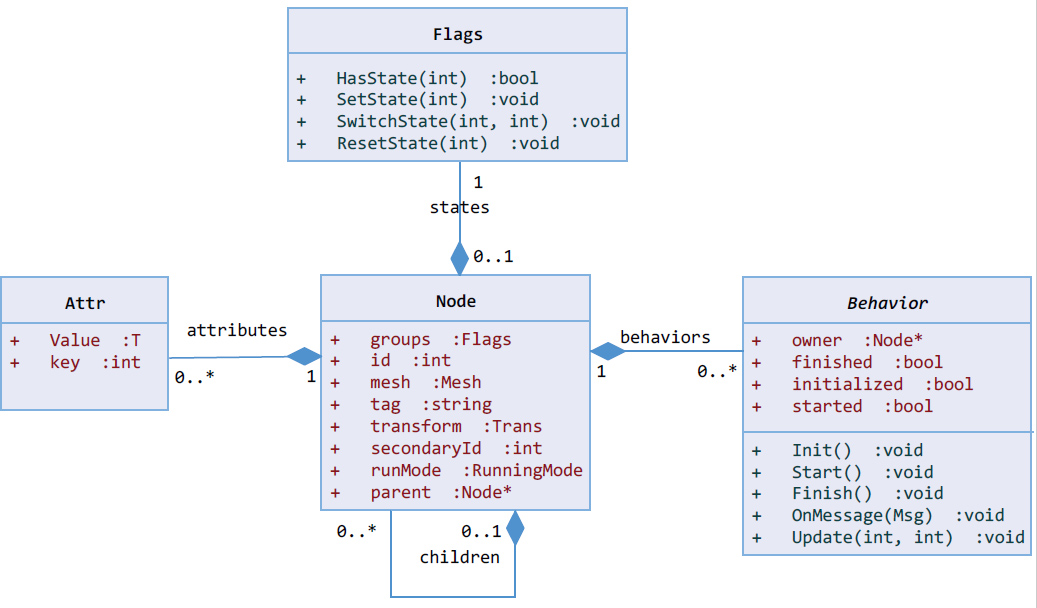 Flags
+ HasState(int) :bool
+ SetState(int) :void
+ SwitchState(int, int) :void
+ ResetState(int) :void
1
states
0..1
Attr
+ Value :T
+ key :int
attributes
0..*
1
Node
+ groups :Flags
+ id :int
+ mesh :Mesh
+ tag :string
+ transform :Trans
+ secondaryId :int
+ runMode :RunningMode
+ parent :Node*
0..*
0..1
children
behaviors
1
0..*
Behavior
+ owner :Node*
+ finished :bool
+ initialized :bool
+ started :bool
+ Init() :void
+ Start() :void
+ Finish() :void
+ OnMessage(Msg) :void
+ Update(int, int) :void